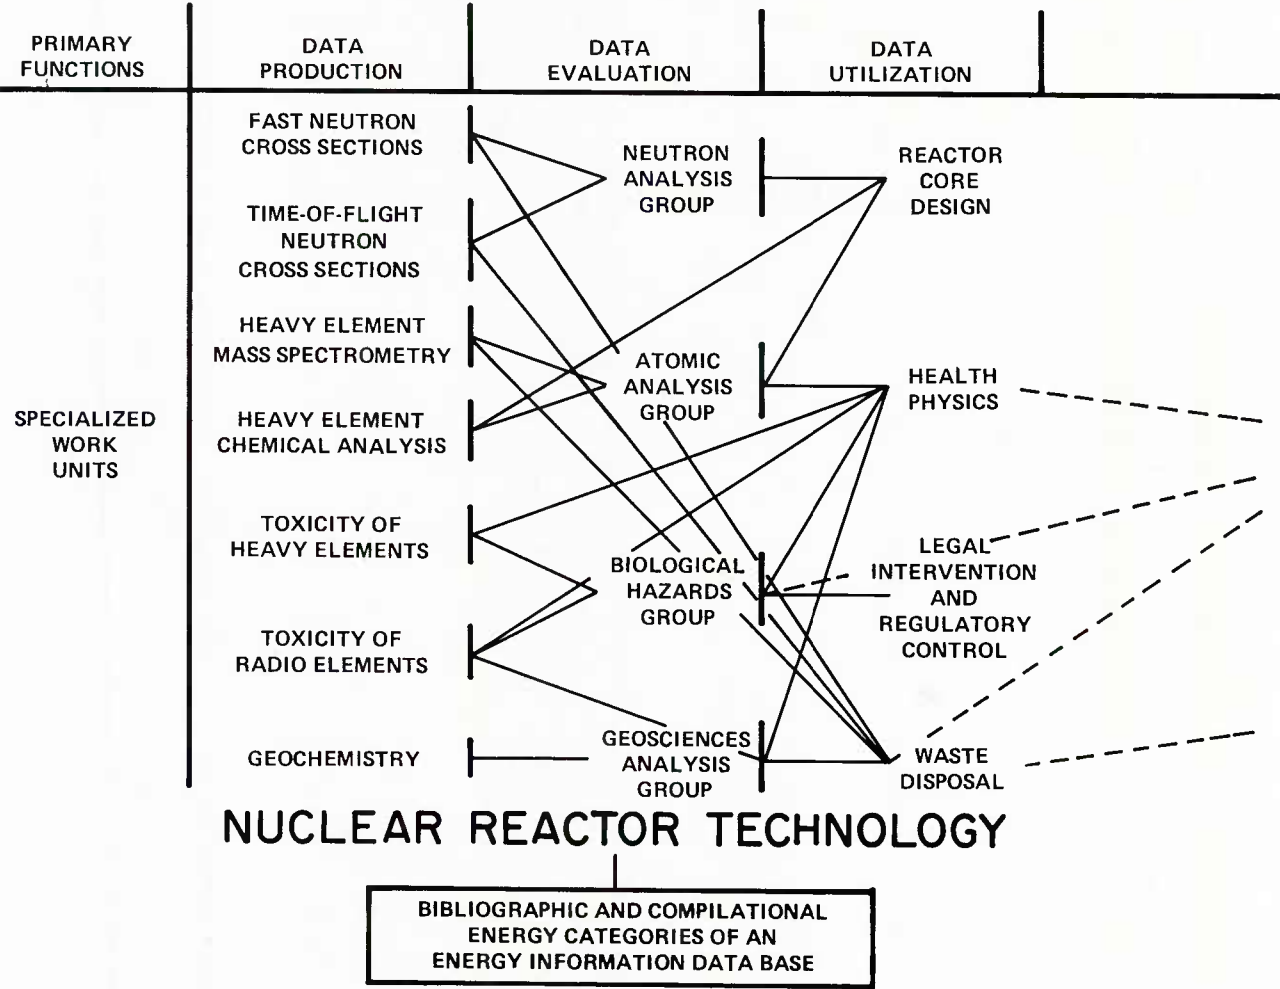 PRIMARY
FUNCTIONS
DATA
PRODUCTION
DATA
EVALUATION
DATA
UTILIZATION
SPECIALIZED
WORK
UNITS
FAST NEUTRON
CROSS SECTIONS
TIME-OF-FLIGHT
NEUTRON
CROSS SECTIONS
HEAVY ELEMENT
MASS SPECTROMETRY
HEAVY ELEMENT
CHEMICAL ANALYSIS
TOXICITY OF
HEAVY ELEMENTS
TOXICITY OF
RADIO ELEMENTS
GEOCHEMISTRY
NEUTRON
ANALYSIS
GROUP
ATOMIC
ANALYSIS
GROUP
BIOLOGICAL
HAZARDS
GROUP
GEOSCIENCES
ANALYSIS
GROUP
REACTOR
CORE
DESIGN
HEALTH
PHYSICS
LEGAL
INTERVENTION
AND
REGULATORY
CONTROL
WASTE
DISPOSAL
NUCLEAR REACTOR TECHNOLOGY
BIBLIOGRAPHIC AND COMPILATIONAL
ENERGY CATEGORIES OF AN
ENERGY INFORMATION DATA BASE